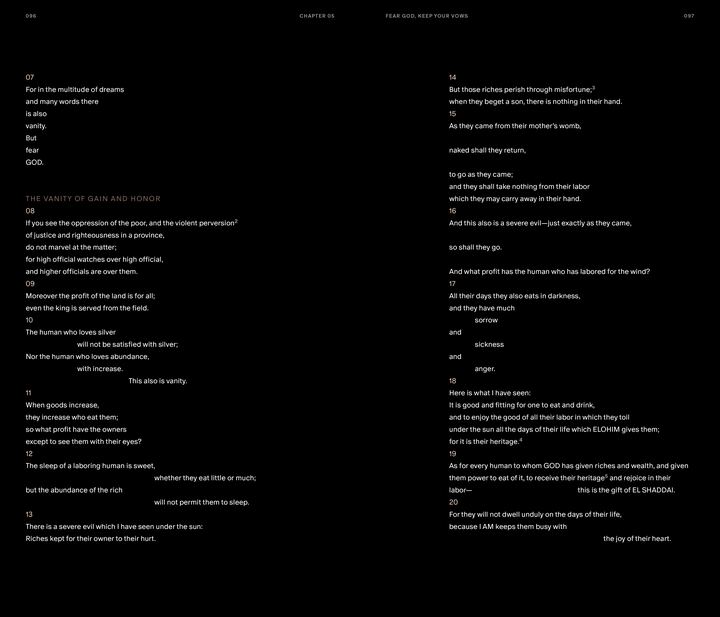 096
CHAPTER 05
FEAR GOD, KEEP YOUR VOWS
097
07
For in the multitude of dreams
and many words there
is also
vanity.
But
fear
GOD.
THE VANITY OF GAIN AND HONOR
08
If you see the oppression of the poor, and the violent perversion²
of justice and righteousness in a province,
do not marvel at the matter;
for high official watches over high official,
and higher officials are over them.
09
Moreover the profit of the land is for all;
even the king is served from the field.
10
The human who loves silver
will not be satisfied with silver;
Nor the human who loves abundance,
with increase.
This also is vanity.
11
When goods increase,
they increase who eat them;
so what profit have the owners
except to see them with their eyes?
12
The sleep of a laboring human is sweet,
whether they eat little or much;
but the abundance of the rich
will not permit them to sleep.
13
There is a severe evil which I have seen under the sun:
Riches kept for their owner to their hurt.
14
But those riches perish through misfortune;³
when they beget a son, there is nothing in their hand.
15
As they came from their mother's womb,
naked shall they return,
to go as they came;
and they shall take nothing from their labor
which they may carry away in their hand.
16
And this also is a severe evil—just exactly as they came,
so shall they go.
And what profit has the human who has labored for the wind?
17
All their days they also eats in darkness,
and they have much
sorrow
and
sickness
and
anger.
18
Here is what I have seen:
It is good and fitting for one to eat and drink,
and to enjoy the good of all their labor in which they toil
under the sun all the days of their life which ELOHIM gives them;
for it is their heritage.⁴
19
As for every human to whom GOD has given riches and wealth, and given
them power to eat of it, to receive their heritage⁵ and rejoice in their
labor— this is the gift of EL SHADDAI.
20
For they will not dwell unduly on the days of their life,
because I AM keeps them busy with
the joy of their heart.